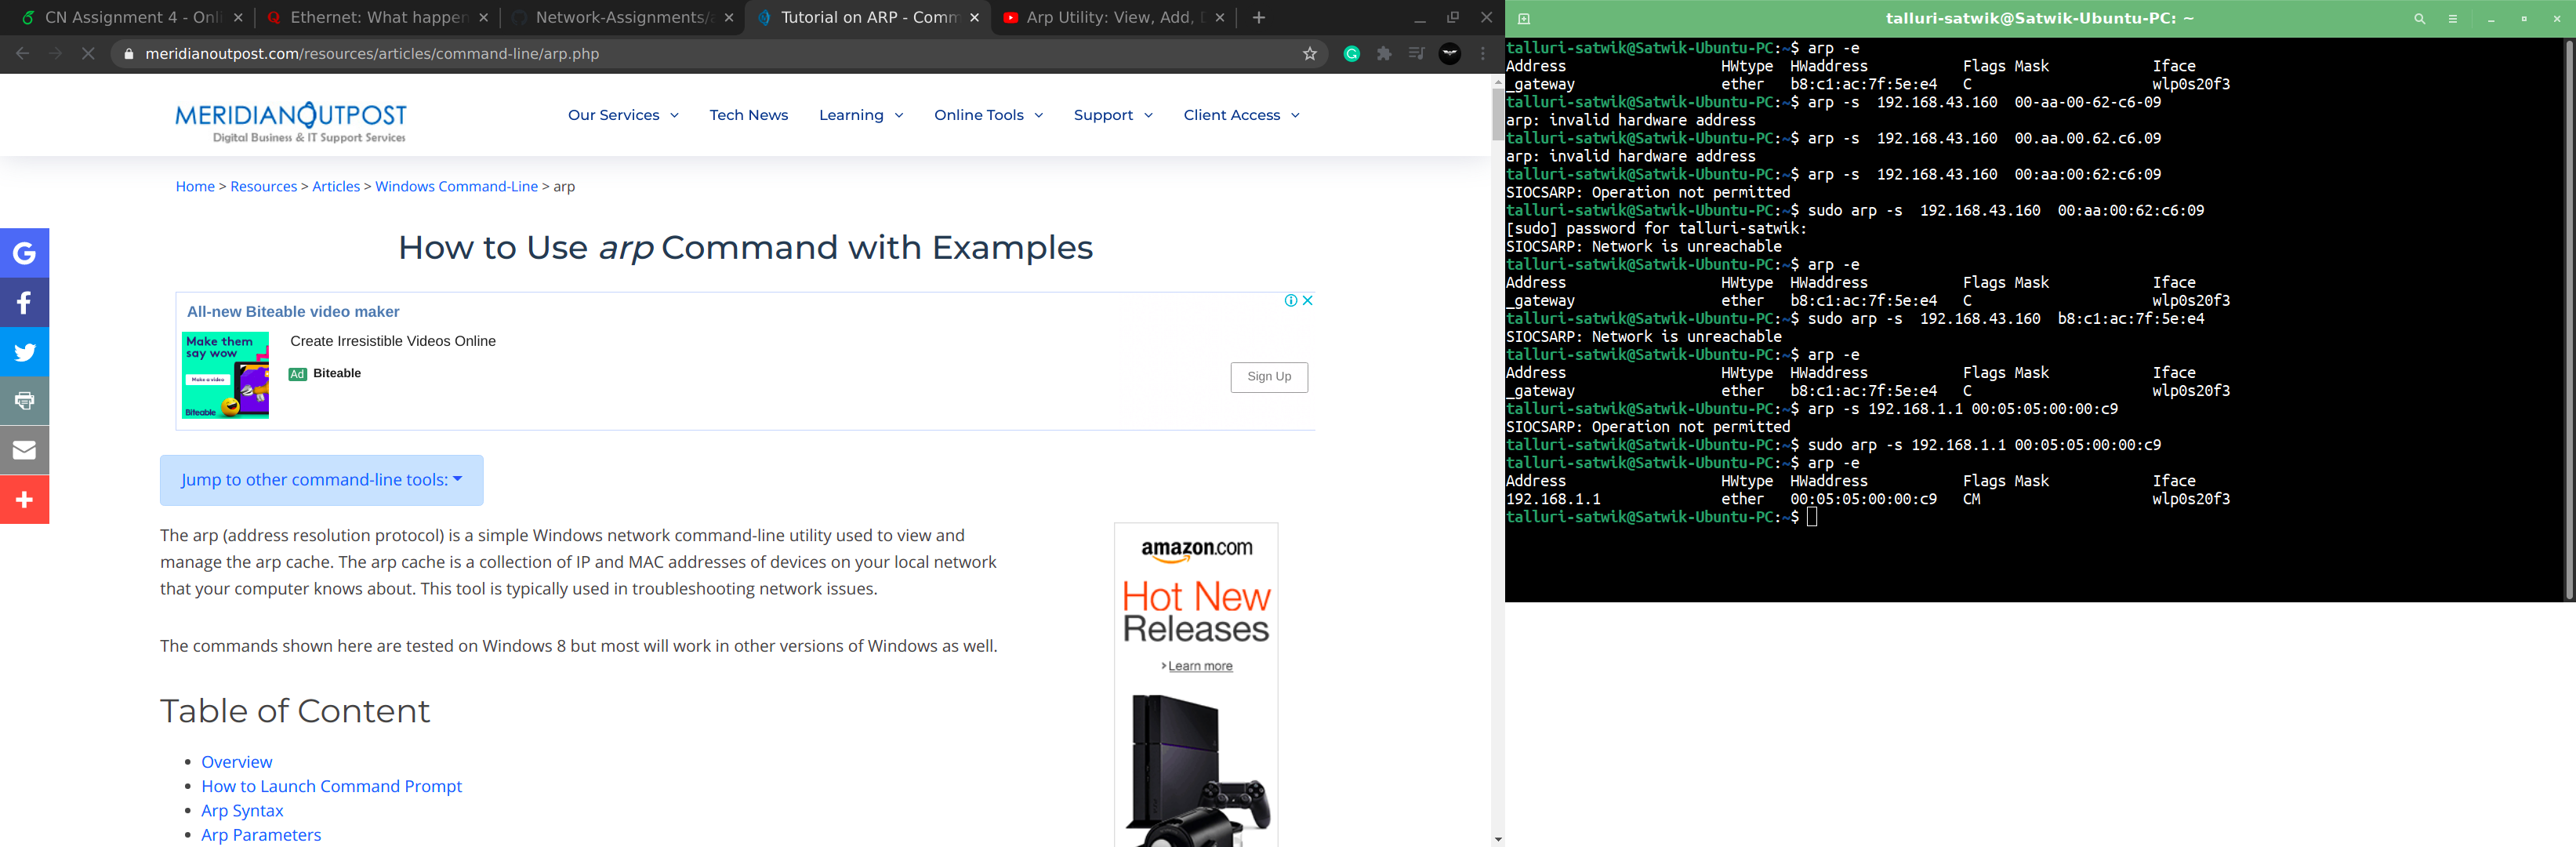 CN Assignment 4 - Onl
Ethernet: What happen
Network-Assignments/
Tutorial on ARP - Comm
Arp Utility: View, Add,
meridianoutpost.com/resources/articles/command-line/arp.php
MERIDIANOUTPOST
Digital Business & IT Support Services
Our Services
Tech News
Learning
Online Tools
Support
Client Access
Home > Resources > Articles > Windows Command-Line > arp
How to Use arp Command with Examples
All-new Biteable video maker
Make them
say wow
Make a video
Biteable
Create Irresistible Videos Online
Ad Biteable
Sign Up
Jump to other command-line tools:
The arp (address resolution protocol) is a simple Windows network command-line utility used to view and
manage the arp cache. The arp cache is a collection of IP and MAC addresses of devices on your local network
that your computer knows about. This tool is typically used in troubleshooting network issues.
The commands shown here are tested on Windows 8 but most will work in other versions of Windows as well.
Table of Content
Overview
How to Launch Command Prompt
Arp Syntax
Arp Parameters
amazon.com
Hot New
Releases
>Learn more
talluri-satwik@Satwik-Ubuntu-PC: ~
talluri-satwik@Satwik-Ubuntu-PC:~$ arp -e
Address HWtype HWaddress Flags Mask Iface
_gateway ether b8:c1:ac:7f:5e:e4 C wlp0s20f3
talluri-satwik@Satwik-Ubuntu-PC:~$ arp -s 192.168.43.160 00-aa-00-62-c6-09
arp: invalid hardware address
talluri-satwik@Satwik-Ubuntu-PC:~$ arp -s 192.168.43.160 00.aa.00.62.c6.09
arp: invalid hardware address
talluri-satwik@Satwik-Ubuntu-PC:~$ arp -s 192.168.43.160 00:aa:00:62:c6:09
SIOCSARP: Operation not permitted
talluri-satwik@Satwik-Ubuntu-PC:~$ sudo arp -s 192.168.43.160 00:aa:00:62:c6:09
[sudo] password for talluri-satwik:
SIOCSARP: Network is unreachable
talluri-satwik@Satwik-Ubuntu-PC:~$ arp -e
Address HWtype HWaddress Flags Mask Iface
_gateway ether b8:c1:ac:7f:5e:e4 C wlp0s20f3
talluri-satwik@Satwik-Ubuntu-PC:~$ sudo arp -s 192.168.43.160 b8:c1:ac:7f:5e:e4
SIOCSARP: Network is unreachable
talluri-satwik@Satwik-Ubuntu-PC:~$ arp -e
Address HWtype HWaddress Flags Mask Iface
_gateway ether b8:c1:ac:7f:5e:e4 C wlp0s20f3
talluri-satwik@Satwik-Ubuntu-PC:~$ arp -s 192.168.1.1 00:05:05:00:00:c9
SIOCSARP: Operation not permitted
talluri-satwik@Satwik-Ubuntu-PC:~$ sudo arp -s 192.168.1.1 00:05:05:00:00:c9
talluri-satwik@Satwik-Ubuntu-PC:~$ arp -e
Address HWtype HWaddress Flags Mask Iface
192.168.1.1 ether 00:05:05:00:00:c9 CM wlp0s20f3
talluri-satwik@Satwik-Ubuntu-PC:~$